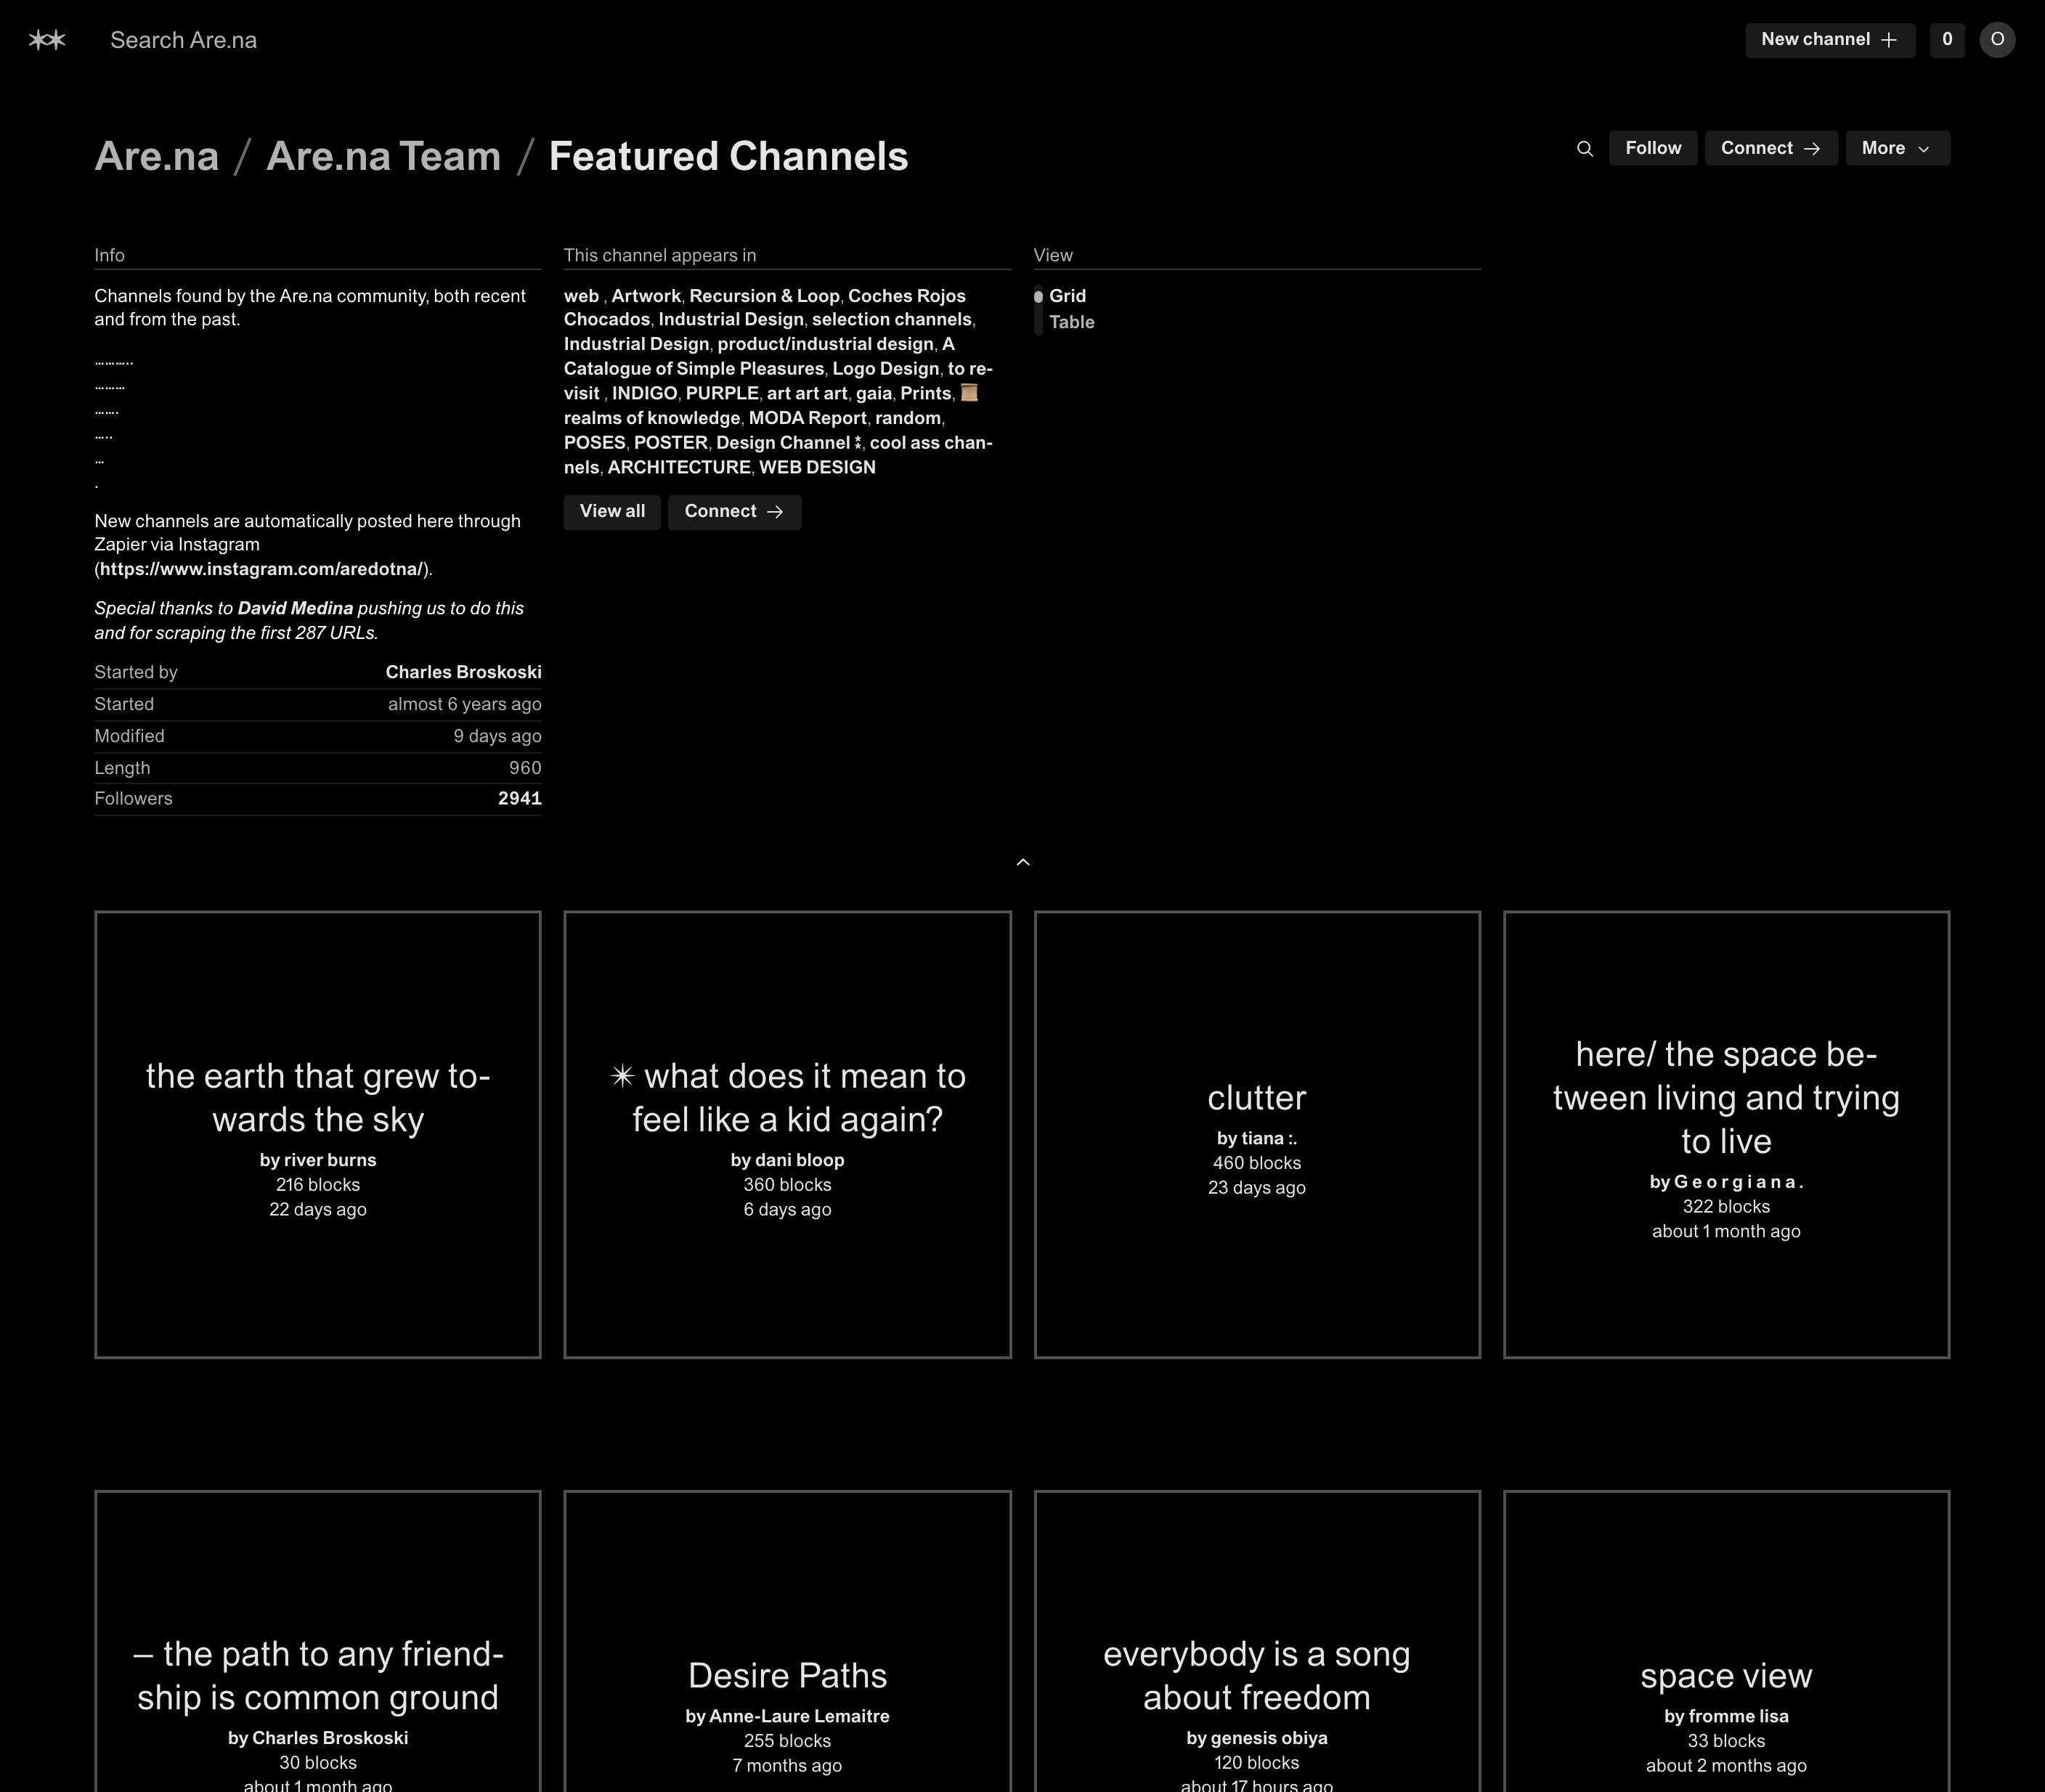 Search Are.na
New channel
0
O
Are.na / Are.na Team / Featured Channels
Follow
Connect →
More
Info
Channels found by the Are.na community, both recent
and from the past.
………..
………
…….
…..
…
.
New channels are automatically posted here through
Zapier via Instagram
(https://www.instagram.com/aredotna/).
Special thanks to David Medina pushing us to do this
and for scraping the first 287 URLs.
Started by Charles Broskoski
Started almost 6 years ago
Modified 9 days ago
Length 960
Followers 2941
This channel appears in
web , Artwork, Recursion & Loop, Coches Rojos
Chocados, Industrial Design, selection channels,
Industrial Design, product/industrial design, A
Catalogue of Simple Pleasures, Logo Design, to re-
visit , INDIGO, PURPLE, art art art, gaia, Prints, 📜
realms of knowledge, MODA Report, random,
POSES, POSTER, Design Channel ⁑, cool ass chan-
nels, ARCHITECTURE, WEB DESIGN
View all
Connect →
View
Grid
Table
the earth that grew to-
wards the sky
by river burns
216 blocks
22 days ago
✴ what does it mean to
feel like a kid again?
by dani bloop
360 blocks
6 days ago
clutter
by tiana :.
460 blocks
23 days ago
here/ the space be-
tween living and trying
to live
by G e o r g i a n a .
322 blocks
about 1 month ago
– the path to any friend-
ship is common ground
by Charles Broskoski
30 blocks
about 1 month ago
Desire Paths
by Anne-Laure Lemaitre
255 blocks
7 months ago
everybody is a song
about freedom
by genesis obiya
120 blocks
about 17 hours ago
space view
by fromme lisa
33 blocks
about 2 months ago